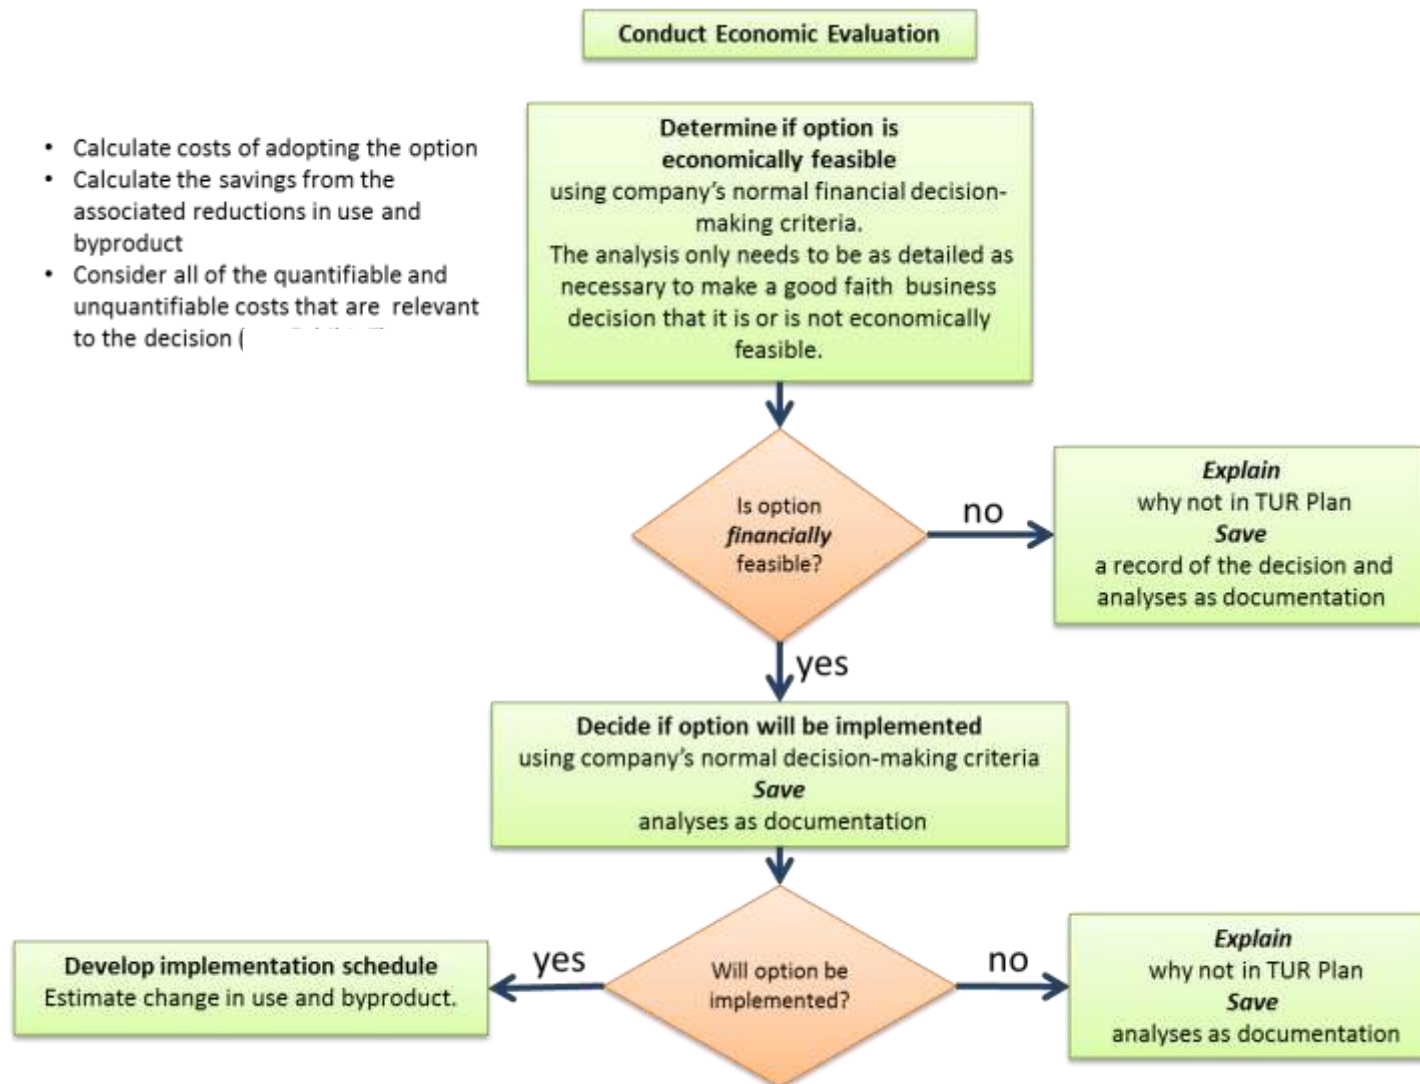 Conduct Economic Evaluation
• Calculate costs of adopting the option
• Calculate the savings from the
associated reductions in use and
byproduct
• Consider all of the quantifiable and
unquantifiable costs that are relevant
to the decision (
Determine if option is
economically feasible
using company's normal financial decision-
making criteria.
The analysis only needs to be as detailed as
necessary to make a good faith business
decision that it is or is not economically
feasible.
Is option
financially
feasible?
no
Explain
why not in TUR Plan
Save
a record of the decision and
analyses as documentation
yes
Decide if option will be implemented
using company's normal decision-making criteria
Save
analyses as documentation
Will option be
implemented?
yes
Develop implementation schedule
Estimate change in use and byproduct.
no
Explain
why not in TUR Plan
Save
analyses as documentation